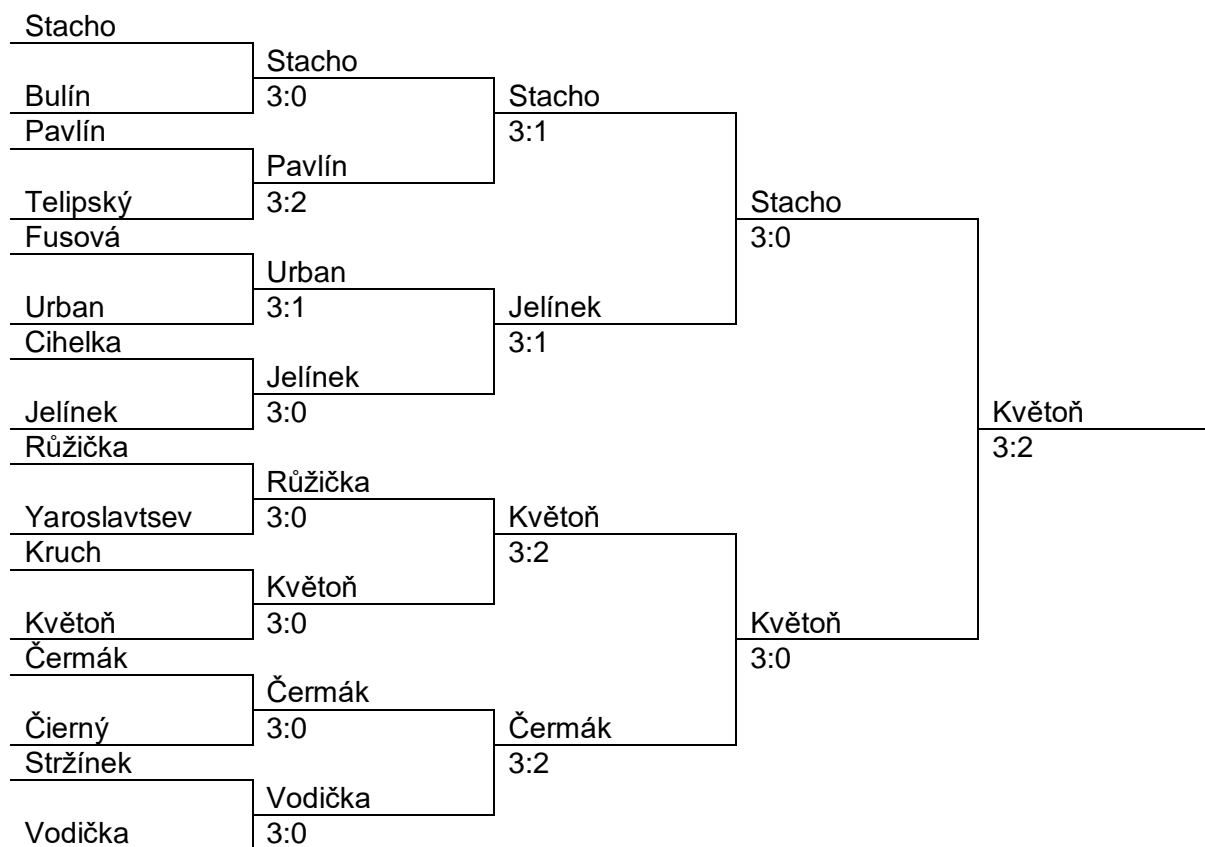 Stacho
Stacho
Bulín
3:0
Stacho
Pavlín
3:1
Pavlín
Telipský
3:2
Stacho
Fusová
3:0
Urban
Urban
3:1
Jelínek
Cihelka
3:1
Jelínek
Jelínek
3:0
Květoň
Růžička
3:2
Růžička
Yaroslavtsev
3:0
Květoň
Kruch
3:2
Květoň
Květoň
3:0
Květoň
Čermák
3:0
Čermák
Čierný
3:0
Čermák
Stržínek
3:2
Vodička
Vodička
3:0